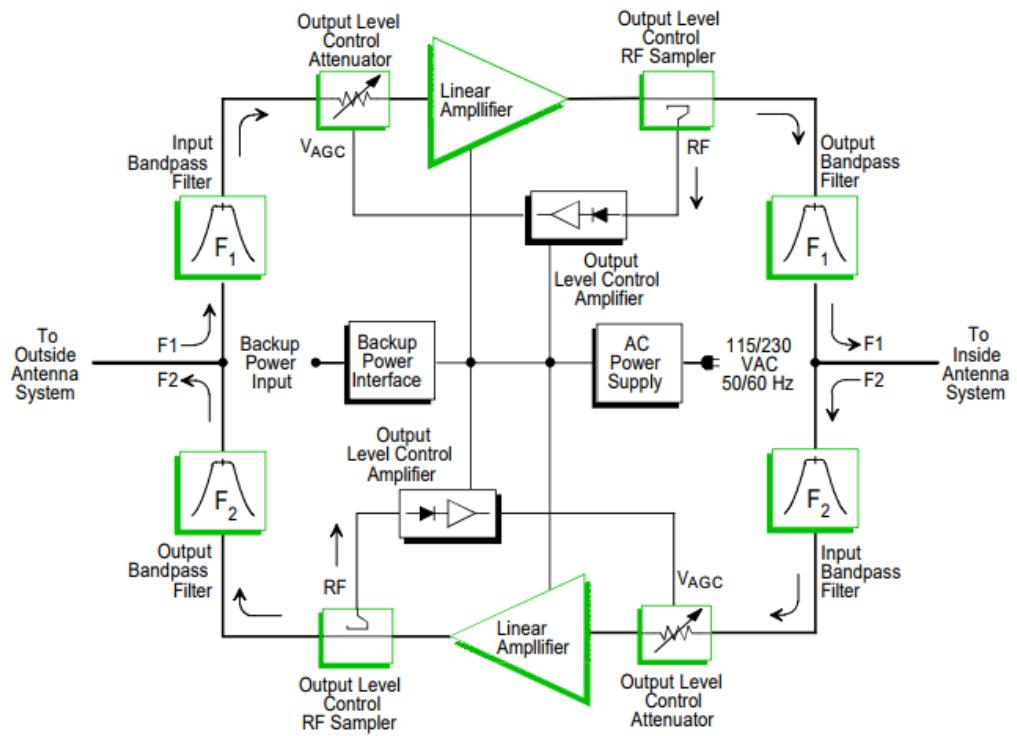 Output Level
Control
Attenuator
Output Level
Control
RF Sampler
Linear
Ampllifier
VAGC
RF
Input
Bandpass
Filter
Output
Bandpass
Filter
F1
F1
Output
Level Control
Amplifier
To
Outside
Antenna
System
F1
F2
Backup
Power
Input
Backup
Power
Interface
AC
Power
Supply
115/230
VAC
50/60 Hz
F1
F2
To
Inside
Antenna
System
Output
Level Control
Amplifier
F2
F2
Output
Bandpass
Filter
RF
VAGC
Input
Bandpass
Filter
Linear
Ampllifier
Output Level
Control
RF Sampler
Output Level
Control
Attenuator